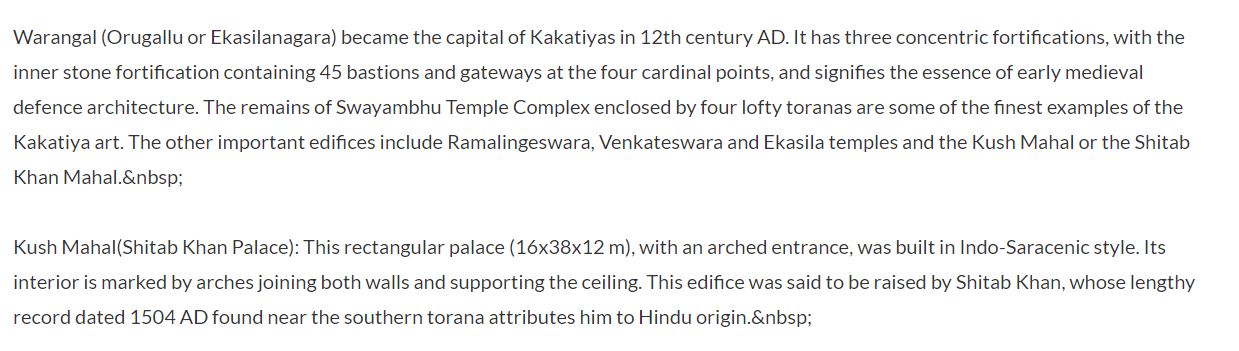 Warangal (Orugallu or Ekasilanagara) became the capital of Kakatiyas in 12th century AD. It has three concentric fortifications, with the
inner stone fortification containing 45 bastions and gateways at the four cardinal points, and signifies the essence of early medieval
defence architecture. The remains of Swayambhu Temple Complex enclosed by four lofty toranas are some of the finest examples of the
Kakatiya art. The other important edifices include Ramalingeswara, Venkateswara and Ekasila temples and the Kush Mahal or the Shitab
Khan Mahal.&nbsp;
Kush Mahal(Shitab Khan Palace): This rectangular palace (16x38x12 m), with an arched entrance, was built in Indo-Saracenic style. Its
interior is marked by arches joining both walls and supporting the ceiling. This edifice was said to be raised by Shitab Khan, whose lengthy
record dated 1504 AD found near the southern torana attributes him to Hindu origin.&nbsp;